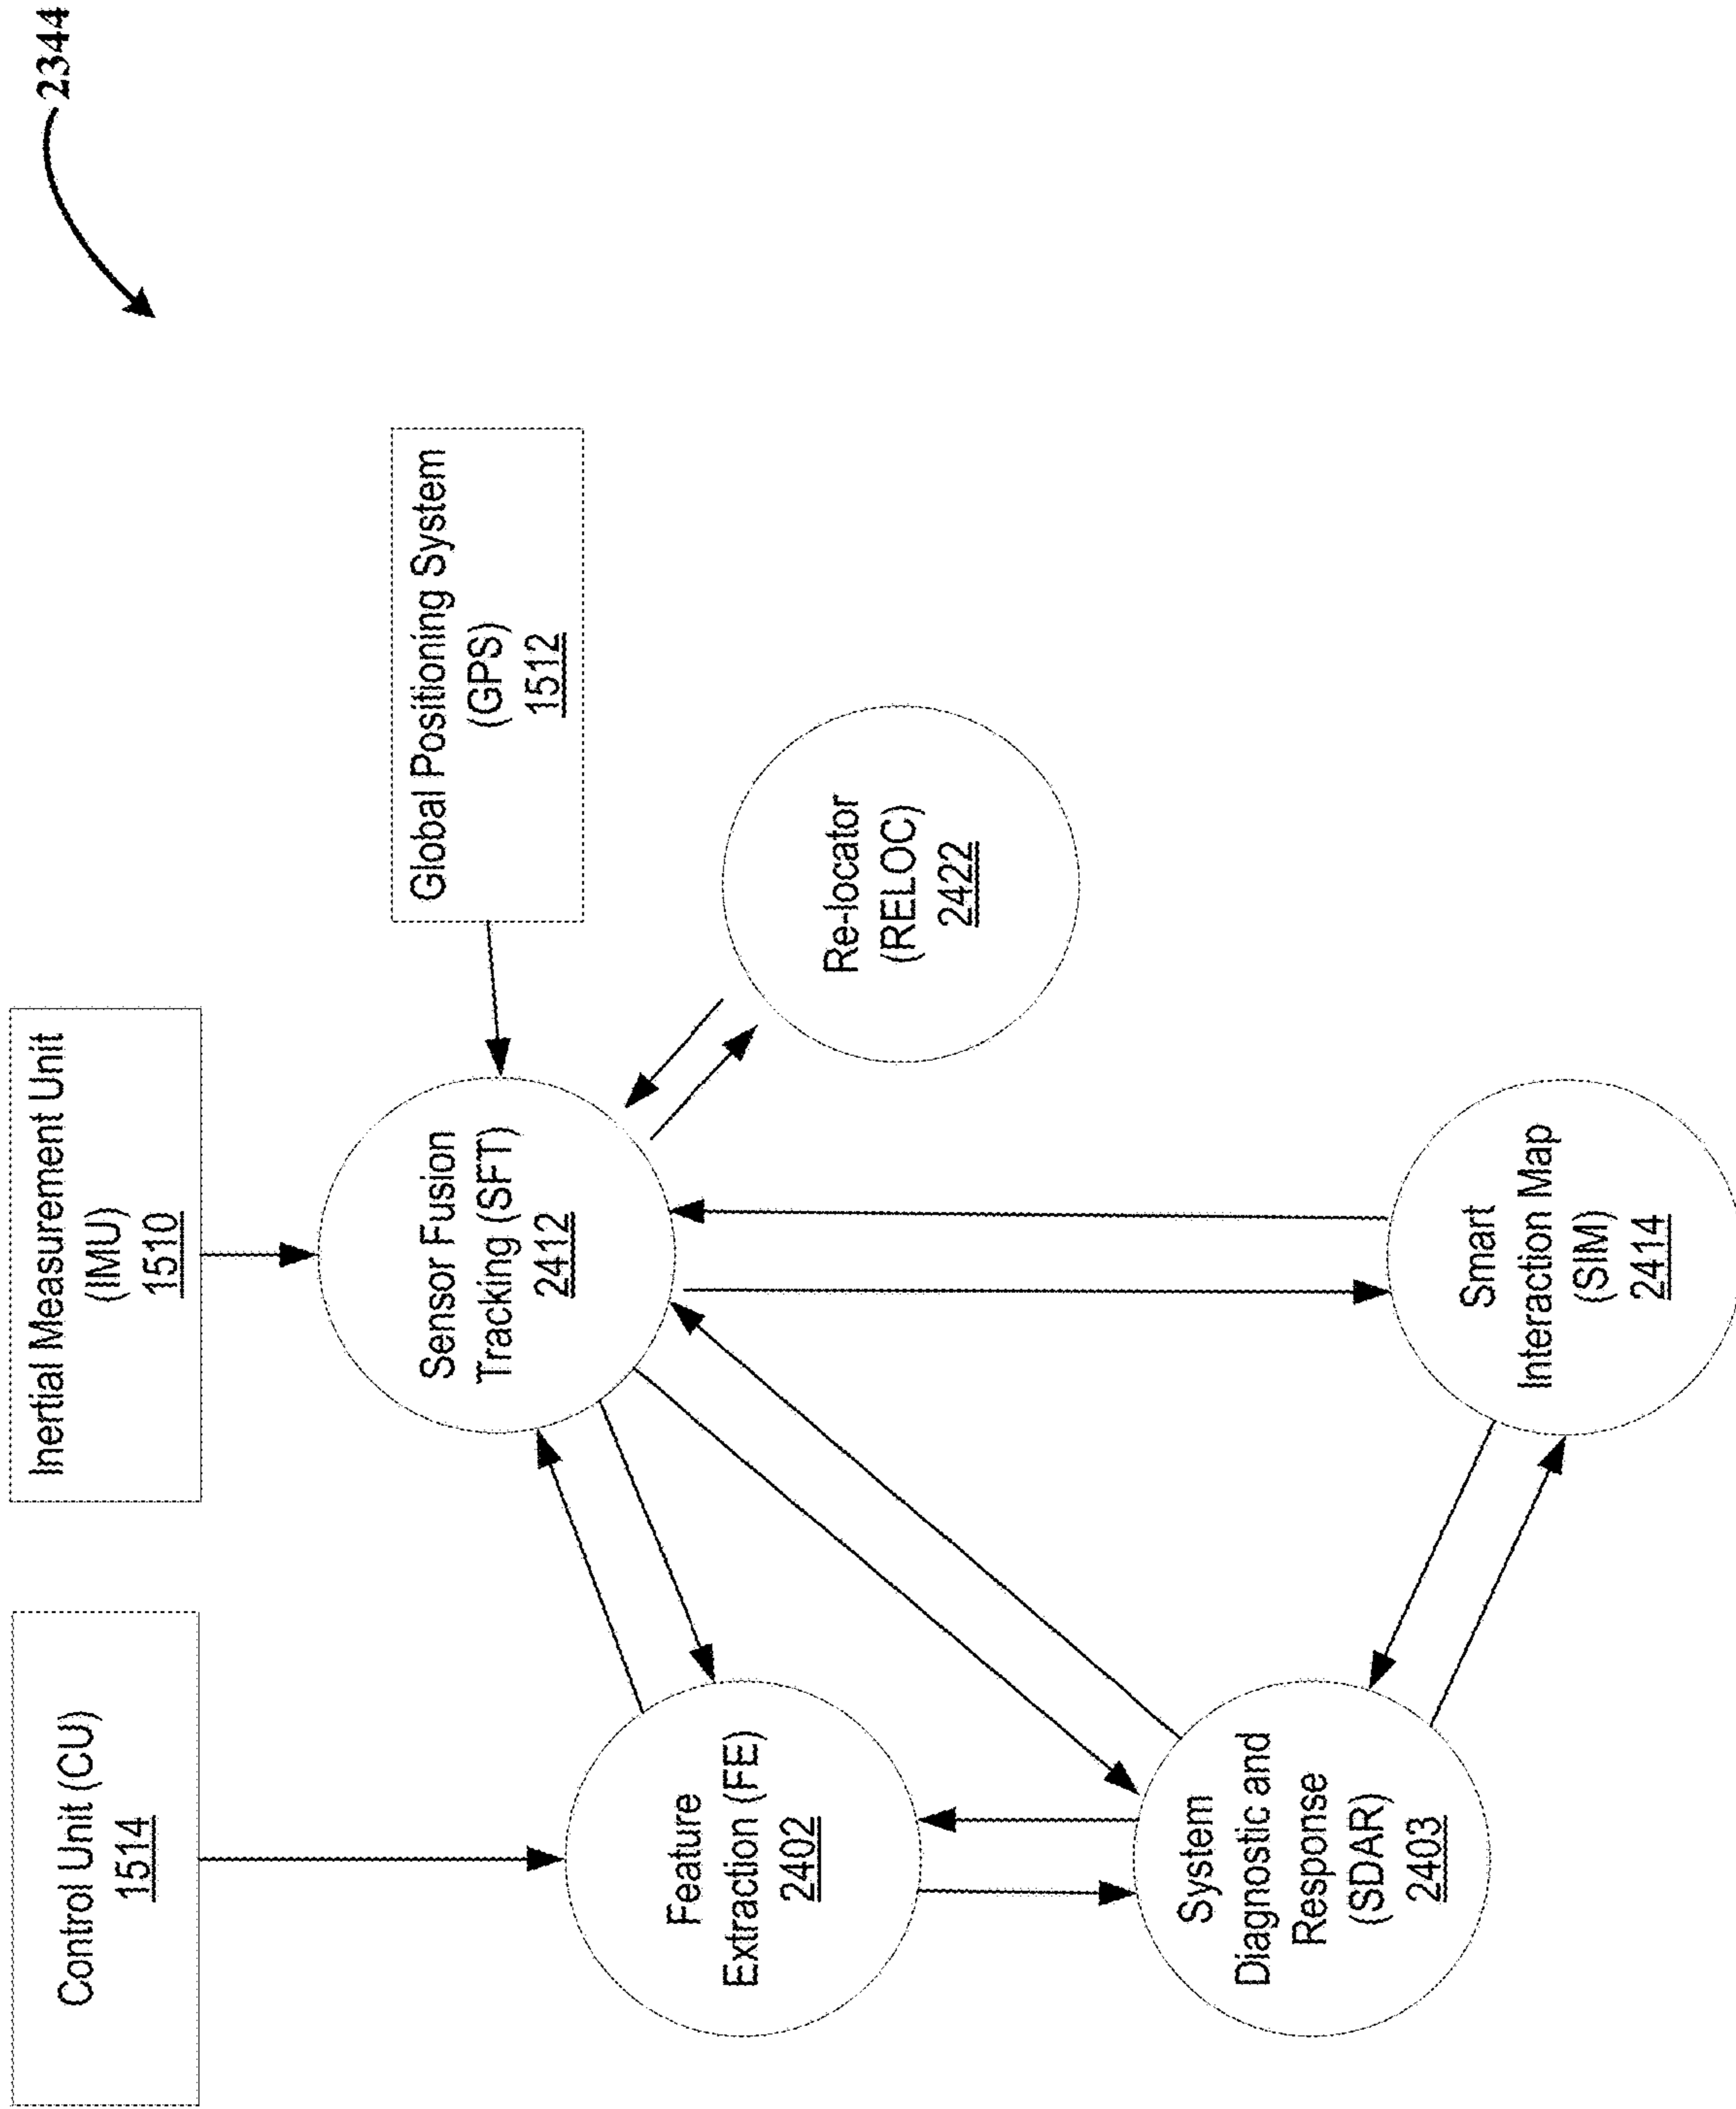 2344
Control Unit (CU)
1514
Inertial Measurement Unit
(IMU)
1510
Global Positioning System
(GPS)
1512
Sensor Fusion
Tracking (SFT)
2412
Feature
Extraction (FE)
2402
Re-locator
(RELOC)
2422
System
Diagnostic and
Response
(SDAR)
2403
Smart
Interaction Map
(SIM)
2414